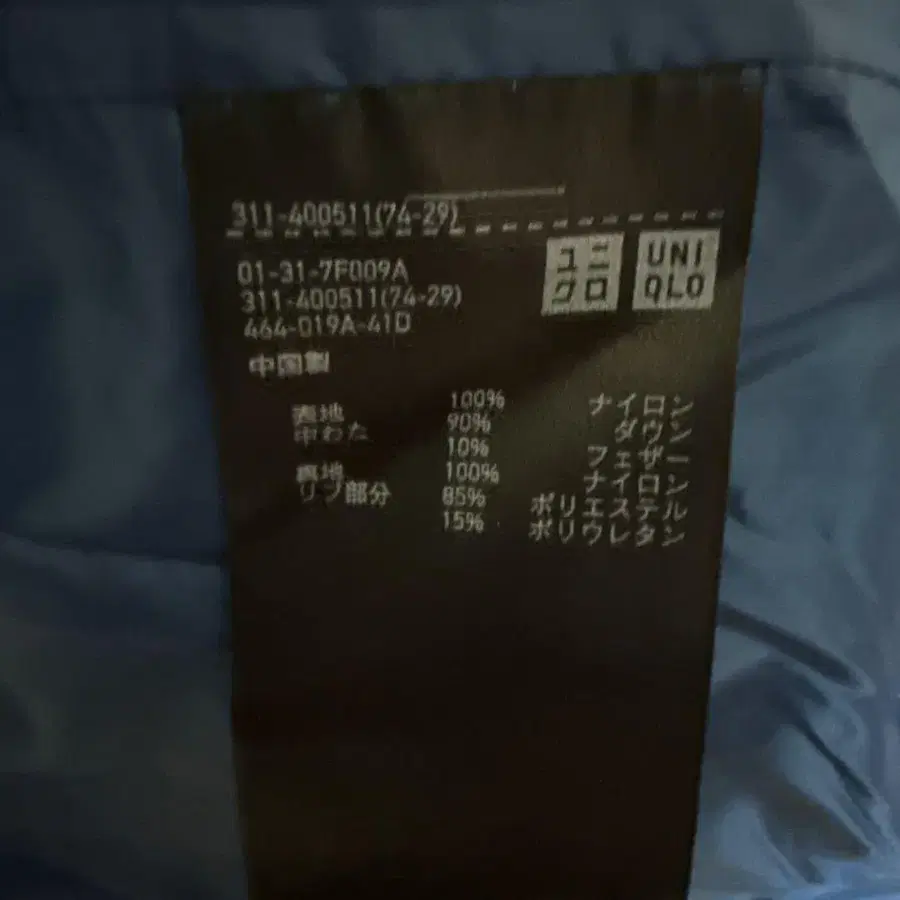 311-400511(74-29)
ユニ
クロ
UNI
QLO
01-31-7F009A
311-400511(74-29)
464-019A-41D
中国製
表地 100% ナイロン
中わた 90% ダウン
10% フェザー
裏地 100% ナイロン
リブ部分 85% ポリエステル
15% ポリウレタン